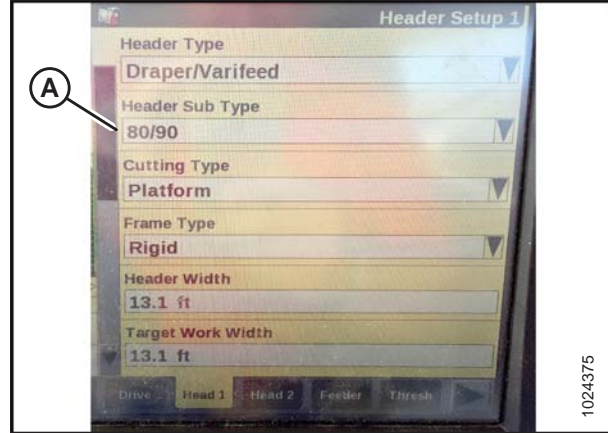 Header Setup 1
Header Type
Draper/Varifeed
A
Header Sub Type
80/90
Cutting Type
Platform
Frame Type
Rigid
Header Width
13.1 ft
Target Work Width
13.1 ft
Drive Head 1 Head 2 Feeder Thresh
1024375